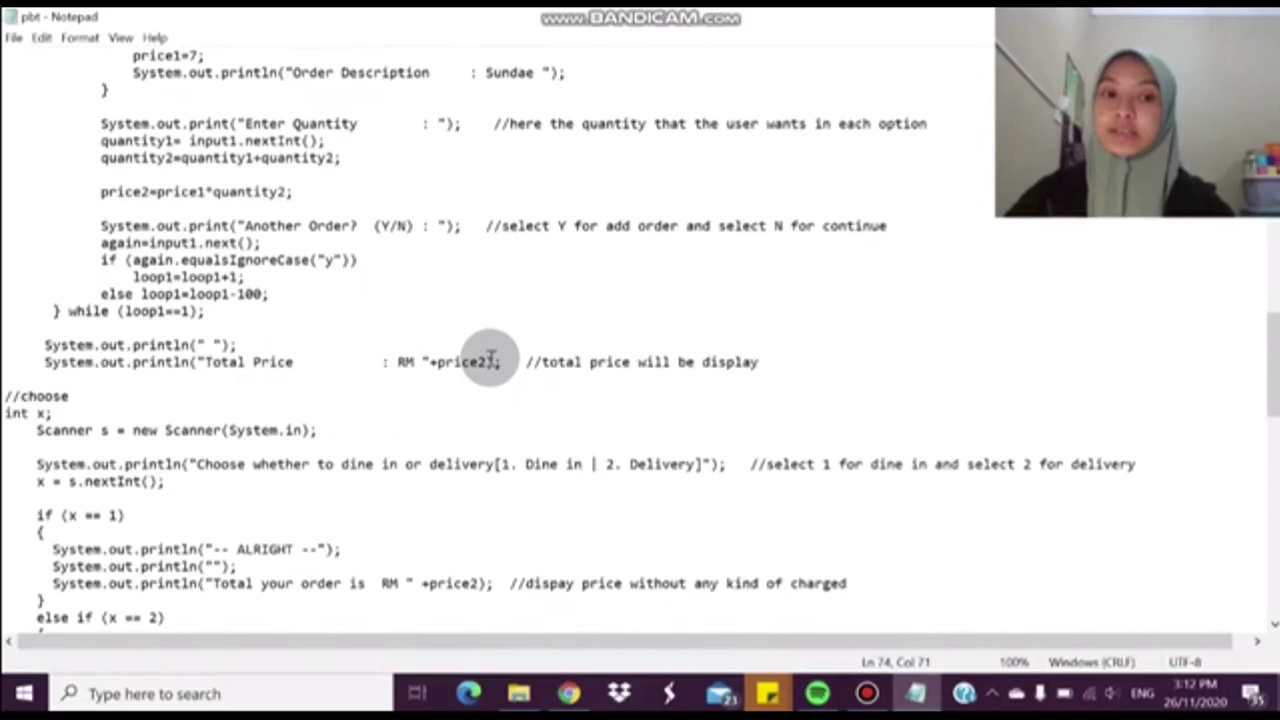 pbt - Notepad
www.BANDICAM.com
File Edit Format View Help
price1=7;
System.out.println("Order Description     : Sundae ");
}
System.out.print("Enter Quantity        : ");    //here the quantity that the user wants in each option
quantity1= input1.nextInt();
quantity2=quantity1+quantity2;
price2=price1*quantity2;
System.out.print("Another Order?  (Y/N) : ");   //select Y for add order and select N for continue
again=input1.next();
if (again.equalsIgnoreCase("y"))
loop1=loop1+1;
else loop1=loop1-100;
} while (loop1==1);
System.out.println(" ");
System.out.println("Total Price           : RM "+price2);   //total price will be display
//choose
int x;
Scanner s = new Scanner(System.in);
System.out.println("Choose whether to dine in or delivery[1. Dine in | 2. Delivery]");   //select 1 for dine in and select 2 for delivery
x = s.nextInt();
if (x == 1)
{
System.out.println("-- ALRIGHT --");
System.out.println("");
System.out.println("Total your order is  RM " +price2);  //dispay price without any kind of charged
}
else if (x == 2)
Ln 74, Col 71
100%
Windows (CRLF)
UTF-8
Type here to search
23
ENG
3:12 PM
26/11/2020
35